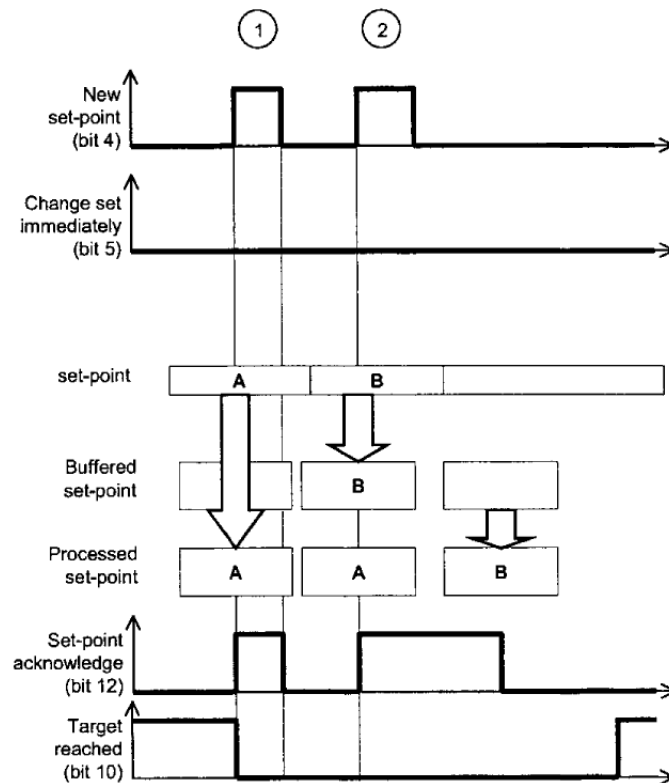 1 2
New
set-point
(bit 4)
Change set
immediately
(bit 5)
set-point A B
Buffered
set-point
B
Processed
set-point
A A B
Set-point
acknowledge
(bit 12)
Target
reached
(bit 10)